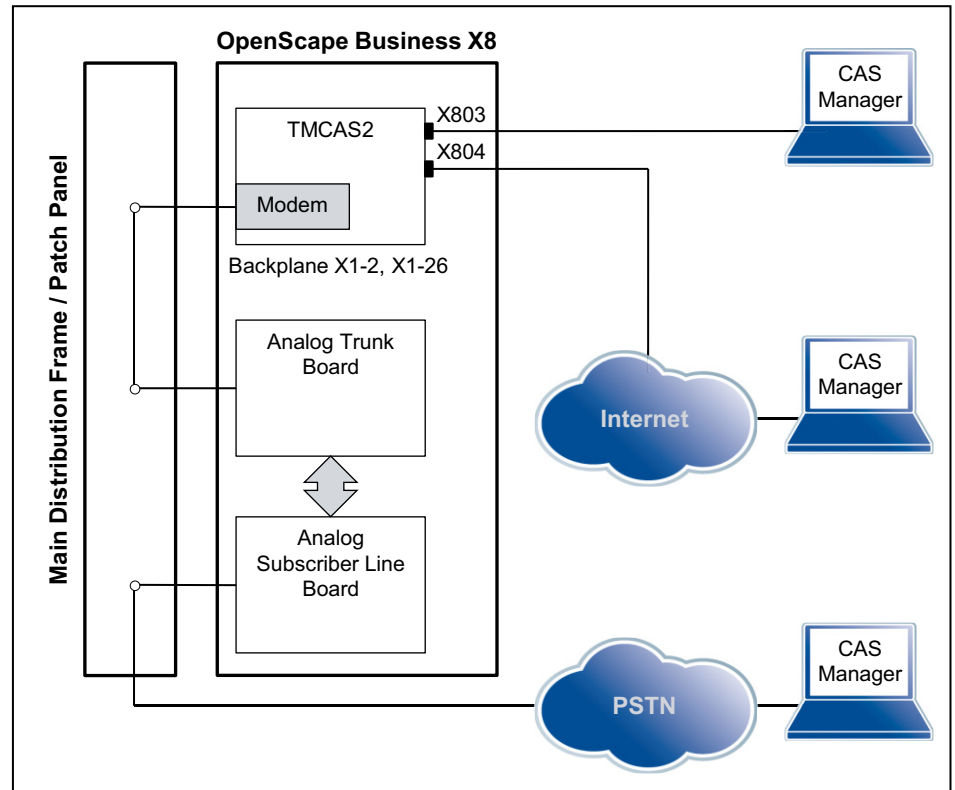 OpenScape Business X8
Main Distribution Frame / Patch Panel
TMCAS2
X803
X804
Modem
Backplane X1-2, X1-26
Analog Trunk
Board
Analog
Subscriber Line
Board
CAS
Manager
Internet
CAS
Manager
PSTN
CAS
Manager